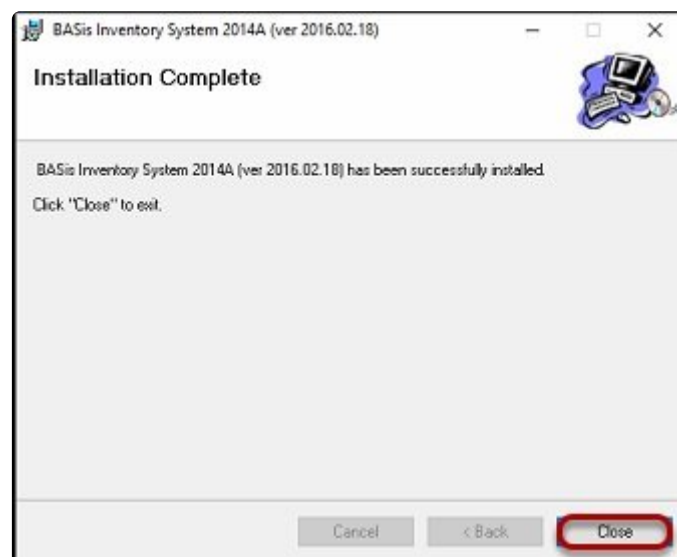 BASis Inventory System 2014A (ver 2016.02.18)
Installation Complete
BASis Inventory System 2014A (ver 2016.02.18) has been successfully installed.
Click "Close" to exit.
Cancel
< Back
Close